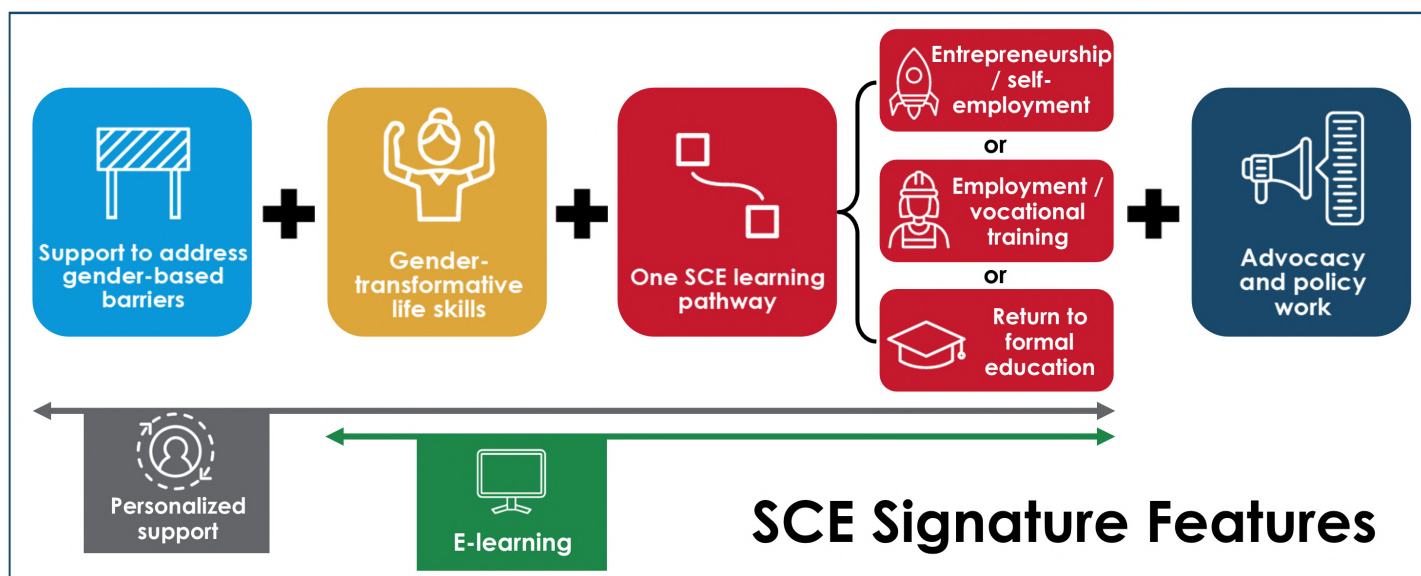 Support to address
gender-based
barriers
Gender-
transformative
life skills
One SCE learning
pathway
Entrepreneurship
/ self-
employment
or
Employment /
vocational
training
or
Return to
formal
education
Advocacy
and policy
work
Personalized
support
E-learning
SCE Signature Features